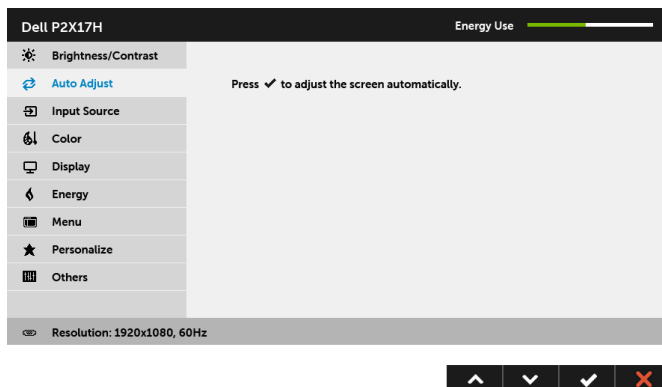 Dell P2X17H
Energy Use
Brightness/Contrast
Auto Adjust
Press ✓ to adjust the screen automatically.
Input Source
Color
Display
Energy
Menu
Personalize
Others
Resolution: 1920x1080, 60Hz